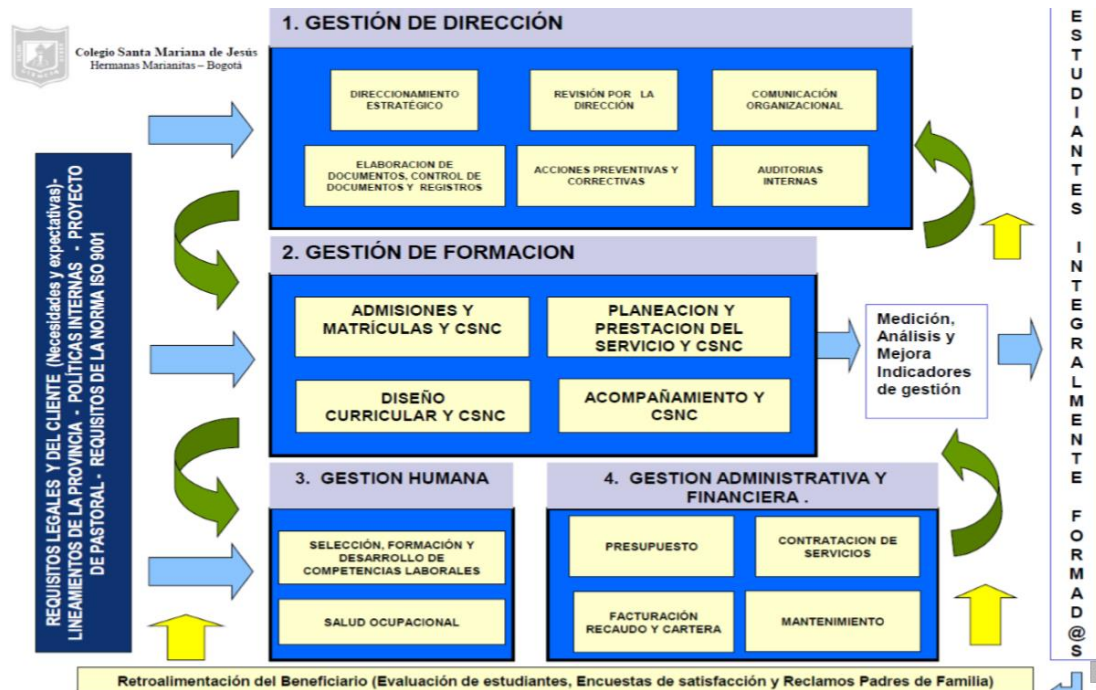 Colegio Santa Mariana de Jesús
Hermanas Marianitas – Bogotá
REQUISITOS LEGALES Y DEL CLIENTE (Necesidades y expectativas)-
LINEAMIENTOS DE LA PROVINCIA - POLÍTICAS INTERNAS - PROYECTO
DE PASTORAL - REQUISITOS DE LA NORMA ISO 9001
1. GESTIÓN DE DIRECCIÓN
DIRECCIONAMIENTO
ESTRATÉGICO
REVISIÓN POR LA
DIRECCIÓN
COMUNICACIÓN
ORGANIZACIONAL
ELABORACION DE
DOCUMENTOS, CONTROL DE
DOCUMENTOS Y REGISTROS
ACCIONES PREVENTIVAS Y
CORRECTIVAS
AUDITORIAS
INTERNAS
2. GESTIÓN DE FORMACION
ADMISIONES Y
MATRÍCULAS Y CSNC
PLANEACION Y
PRESTACION DEL
SERVICIO Y CSNC
DISEÑO
CURRICULAR Y CSNC
ACOMPAÑAMIENTO Y
CSNC
Medición,
Análisis y
Mejora
Indicadores
de gestión
3. GESTION HUMANA
SELECCIÓN, FORMACIÓN Y
DESARROLLO DE
COMPETENCIAS LABORALES
SALUD OCUPACIONAL
4. GESTION ADMINISTRATIVA Y
FINANCIERA .
PRESUPUESTO
CONTRATACION DE
SERVICIOS
FACTURACIÓN
RECAUDO Y CARTERA
MANTENIMIENTO
ESTUDIANTES INTEGRALMENTE FORMAD@S
Retroalimentación del Beneficiario (Evaluación de estudiantes, Encuestas de satisfacción y Reclamos Padres de Familia)